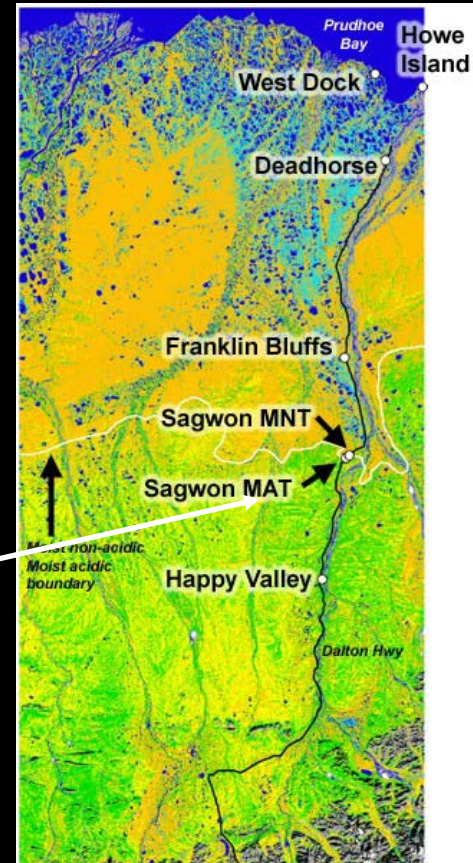 Prudhoe
Bay
Howe
Island
West Dock
Deadhorse
Franklin Bluffs
Sagwon MNT
Sagwon MAT
Moist non-acidic
Moist acidic
boundary
Happy Valley
Dalton Hwy